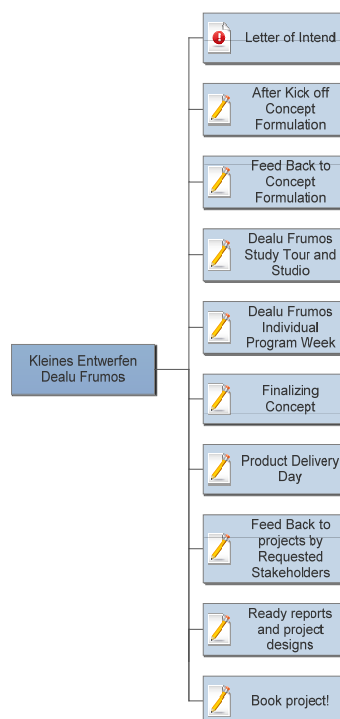 Letter of Intend
After Kick off
Concept
Formulation
Feed Back to
Concept
Formulation
Dealu Frumos
Study Tour and
Studio
Dealu Frumos
Individual
Program Week
Kleines Entwerfen
Dealu Frumos
Finalizing
Concept
Product Delivery
Day
Feed Back to
projects by
Requested
Stakeholders
Ready reports
and project
designs
Book project!